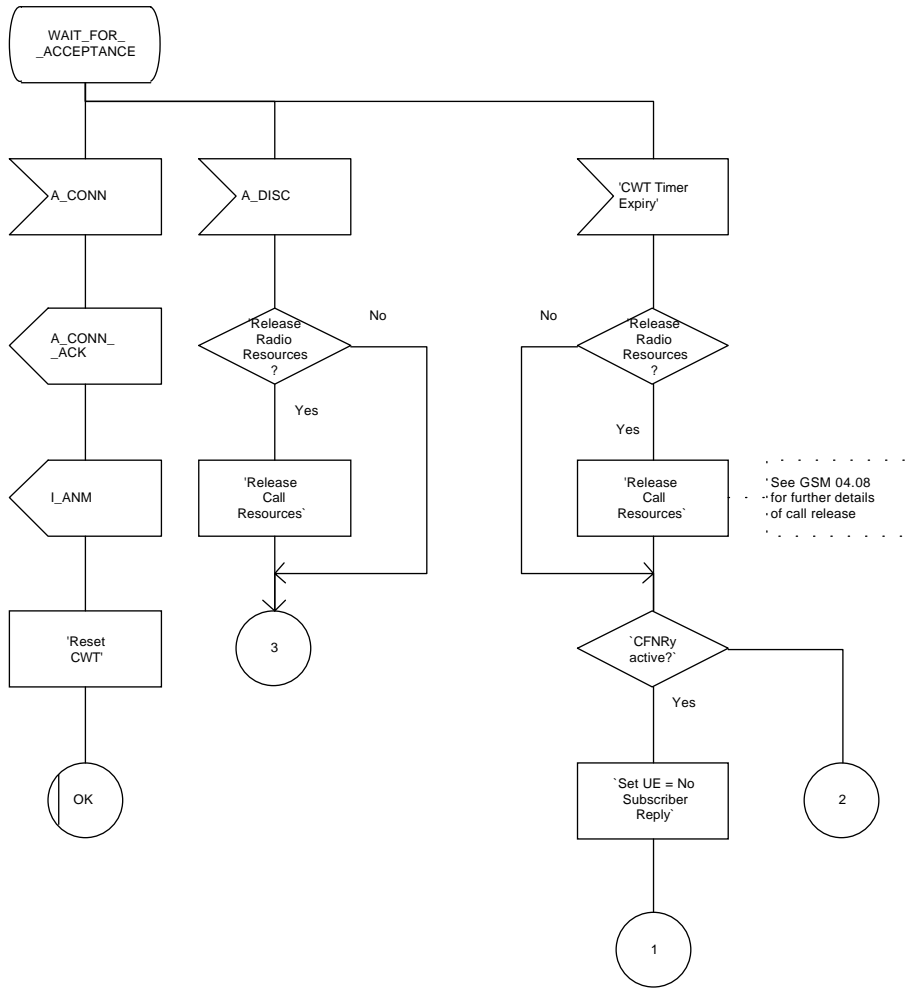 WAIT_FOR_
_ACCEPTANCE
A_CONN
A_DISC
'CWT Timer
Expiry'
A_CONN_
_ACK
'Release
Radio
Resources
?
No
Yes
No
'Release
Radio
Resources
?
Yes
I_ANM
'Release
Call
Resources`
'Release
Call
Resources`
See GSM 04.08
for further details
of call release
'Reset
CWT'
3
`CFNRy
active?`
Yes
OK
`Set UE = No
Subscriber
Reply`
2
1